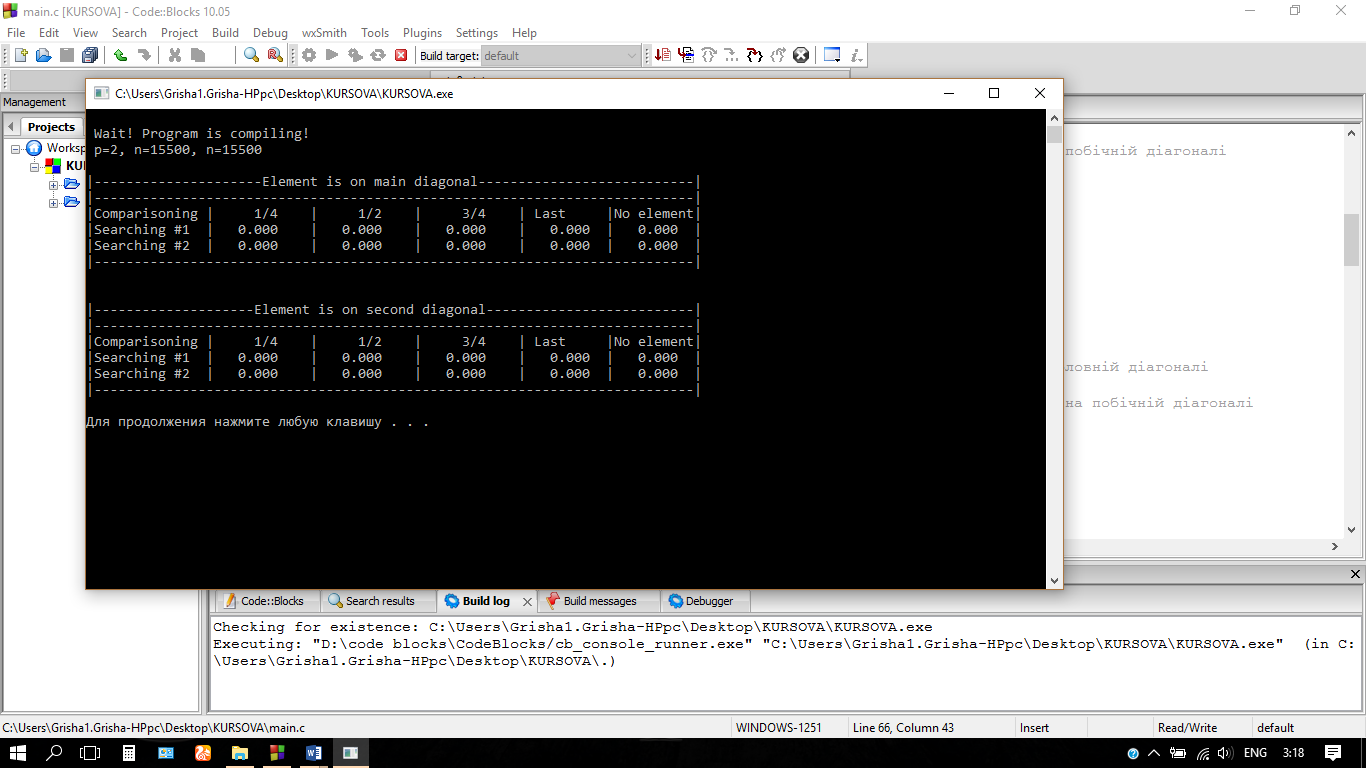 main.c [KURSOVA] - Code::Blocks 10.05
File Edit View Search Project Build Debug wxSmith Tools Plugins Settings Help
Build target: default
C:\Users\Grisha1.Grisha-HPpc\Desktop\KURSOVA\KURSOVA.exe
Management
Projects
Worksp
KU
Wait! Program is compiling!
p=2, n=15500, n=15500
|---------------------Element is on main diagonal---------------------------|
|---------------------------------------------------------------------------|
|Comparisoning | 1/4 | 1/2 | 3/4 | Last |No element|
|Searching #1 | 0.000 | 0.000 | 0.000 | 0.000 | 0.000 |
|Searching #2 | 0.000 | 0.000 | 0.000 | 0.000 | 0.000 |
|---------------------------------------------------------------------------|
|--------------------Element is on second diagonal--------------------------|
|---------------------------------------------------------------------------|
|Comparisoning | 1/4 | 1/2 | 3/4 | Last |No element|
|Searching #1 | 0.000 | 0.000 | 0.000 | 0.000 | 0.000 |
|Searching #2 | 0.000 | 0.000 | 0.000 | 0.000 | 0.000 |
|---------------------------------------------------------------------------|
Для продолжения нажмите любую клавишу . . .
побічній діагоналі
ловній діагоналі
на побічній діагоналі
Code::Blocks Search results Build log Build messages Debugger
Checking for existence: C:\Users\Grisha1.Grisha-HPpc\Desktop\KURSOVA\KURSOVA.exe
Executing: "D:\code blocks\CodeBlocks/cb_console_runner.exe" "C:\Users\Grisha1.Grisha-HPpc\Desktop\KURSOVA\KURSOVA.exe" (in C:
\Users\Grisha1.Grisha-HPpc\Desktop\KURSOVA\.)
C:\Users\Grisha1.Grisha-HPpc\Desktop\KURSOVA\main.c WINDOWS-1251 Line 66, Column 43 Insert Read/Write default
ENG 3:18